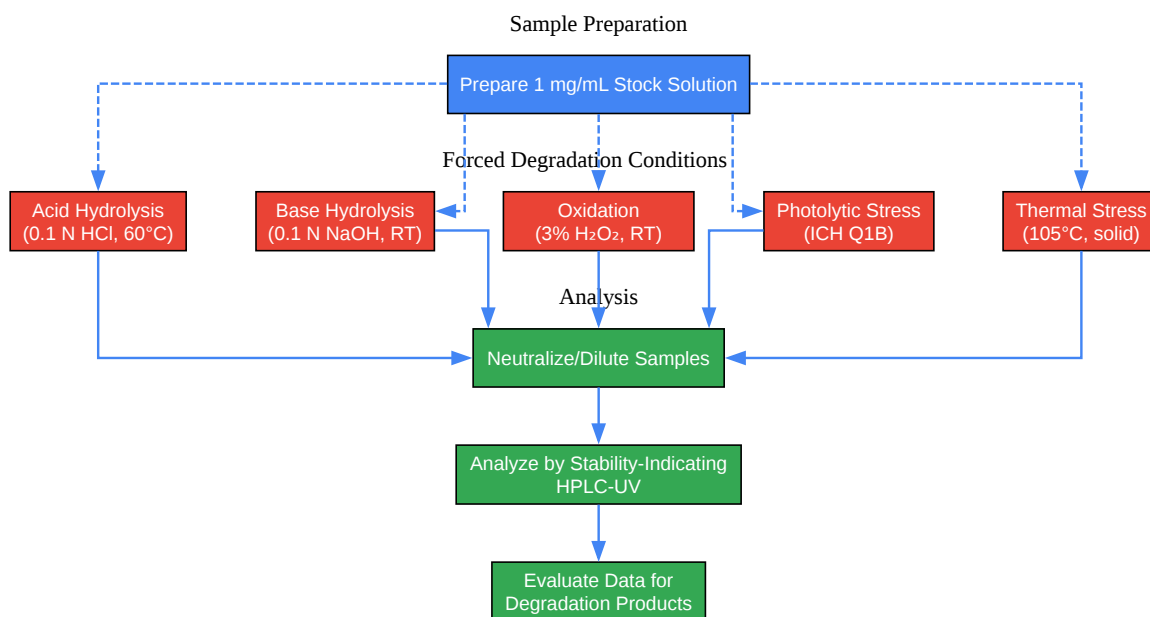 Sample Preparation
Prepare 1 mg/mL Stock Solution
Forced Degradation Conditions
Acid Hydrolysis
(0.1 N HCl, 60°C)
Base Hydrolysis
(0.1 N NaOH, RT)
Oxidation
(3% H₂O₂, RT)
Photolytic Stress
(ICH Q1B)
Thermal Stress
(105°C, solid)
Analysis
Neutralize/Dilute Samples
Analyze by Stability-Indicating
HPLC-UV
Evaluate Data for
Degradation Products